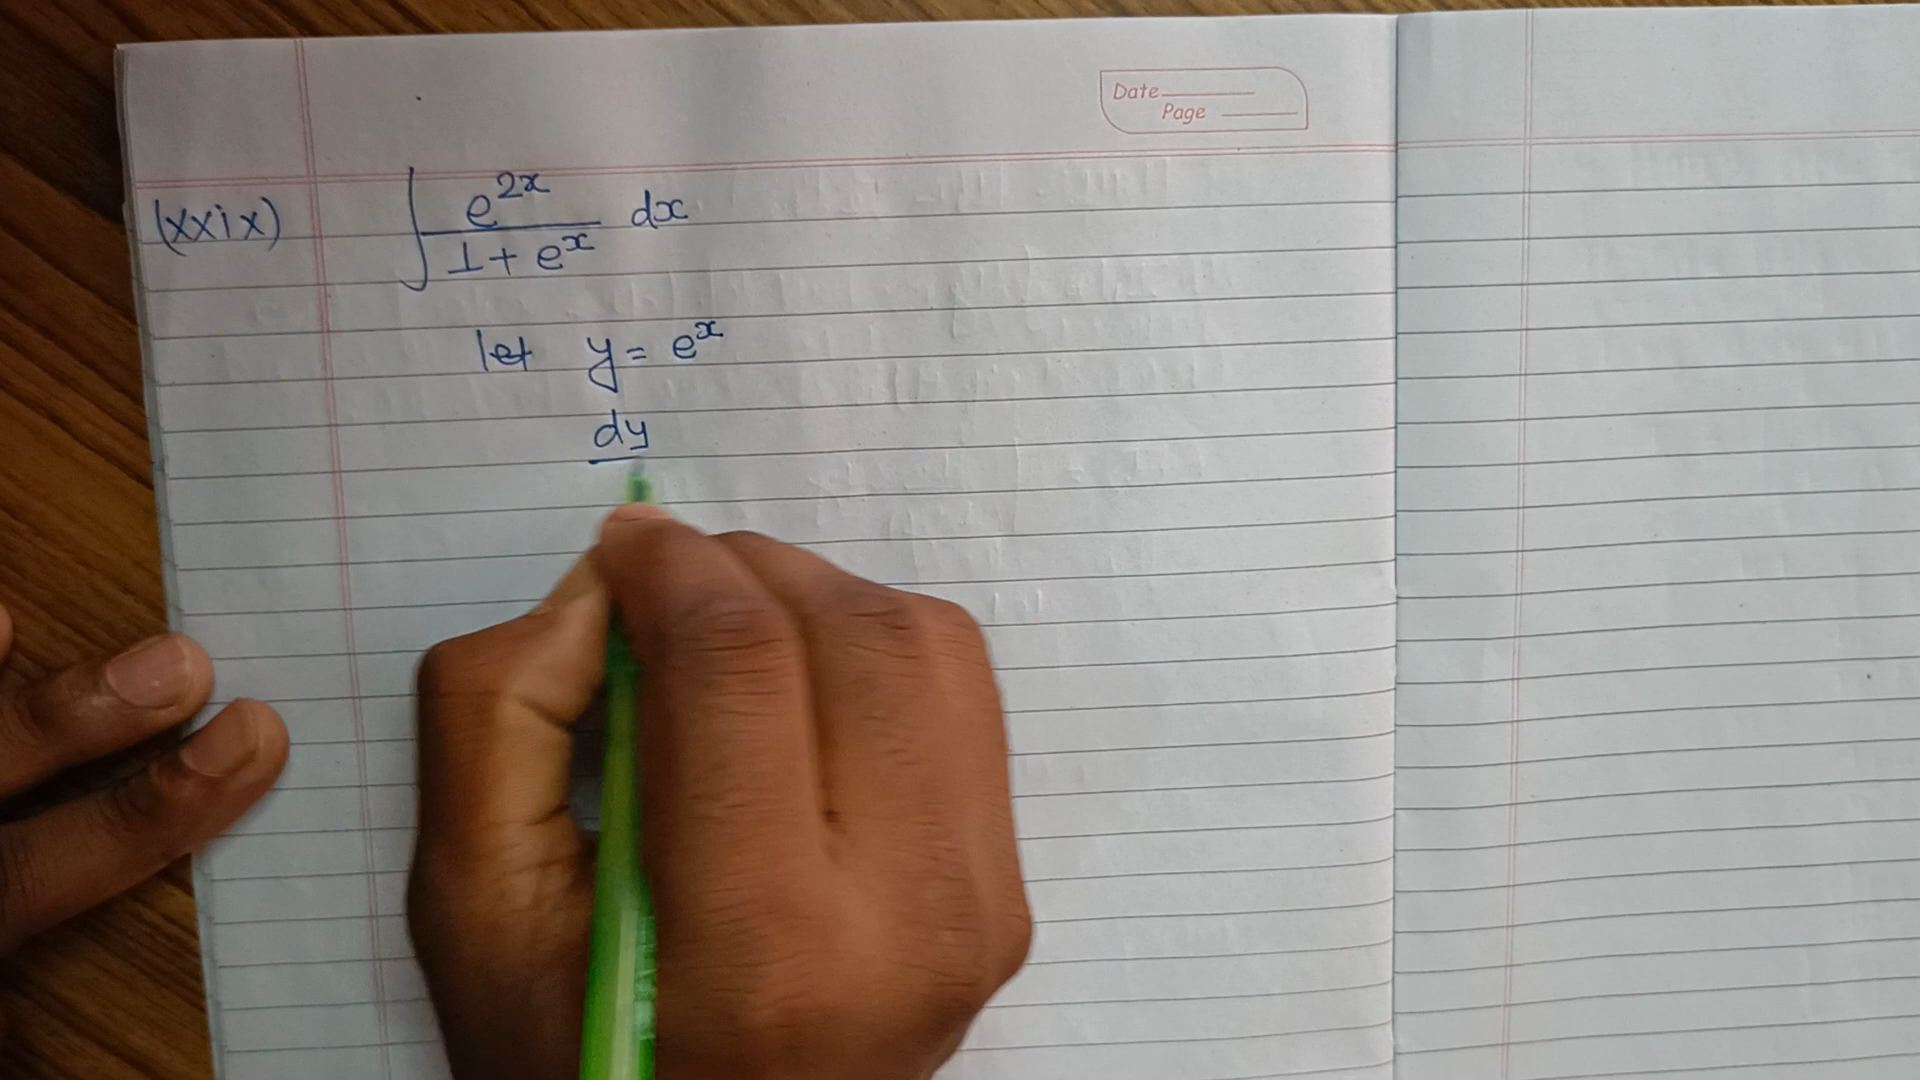 Date
Page
(xxix) ∫ e^{2x} / (1 + e^x) dx
let y = e^x
dy